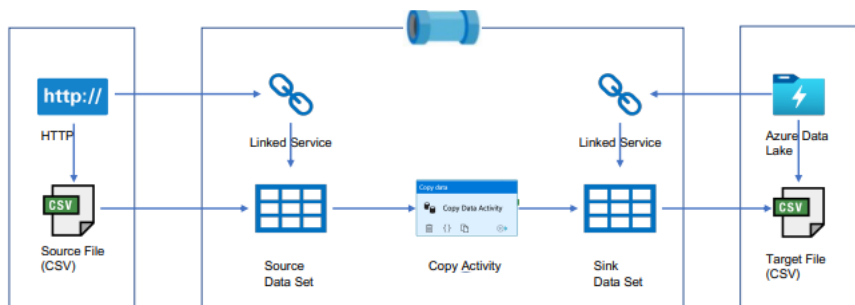 http://
HTTP
CSV
Source File
(CSV)
Linked Service
Source
Data Set
Copy data
Copy Data Activity
{}
Copy Activity
Linked Service
Sink
Data Set
Azure Data
Lake
CSV
Target File
(CSV)